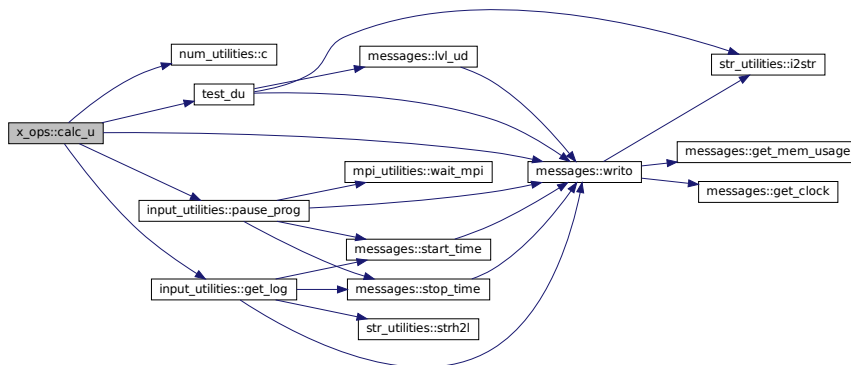 x_ops::calc_u
num_utilities::c
test_du
messages::lvl_ud
str_utilities::i2str
messages::writo
messages::get_mem_usage
messages::get_clock
mpi_utilities::wait_mpi
input_utilities::pause_prog
messages::start_time
input_utilities::get_log
messages::stop_time
str_utilities::strh2l